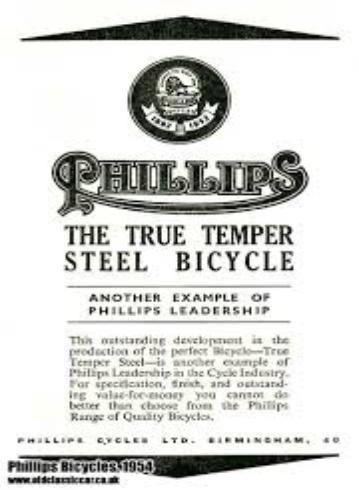 1892 1952
PHILLIPS
THE TRUE TEMPER
STEEL BICYCLE
ANOTHER EXAMPLE OF
PHILLIPS LEADERSHIP
This outstanding development in the
production of the perfect Bicycle—True
Temper Steel—is another example of
Phillips Leadership in the Cycle Industry.
For specification, finish, and outstand-
ing value-for-money you cannot do
better than choose from the Phillips
Range of Quality Bicycles.
PHILLIPS CYCLES LTD. BIRMINGHAM, 40
Phillips Bicycles-1954
www.oldclassiccar.co.uk